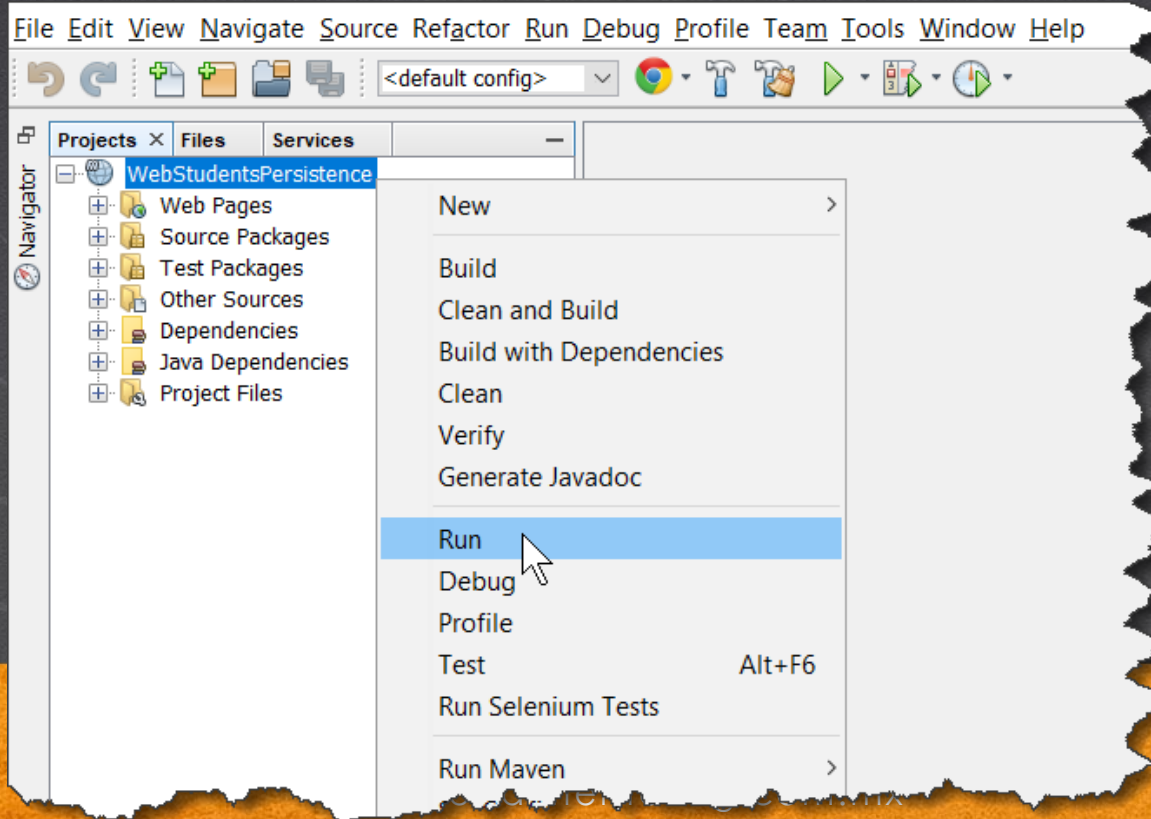 File Edit View Navigate Source Refactor Run Debug Profile Team Tools Window Help
<default config>
Projects Files Services
Navigator
WebStudentsPersistence
Web Pages
Source Packages
Test Packages
Other Sources
Dependencies
Java Dependencies
Project Files
New
Build
Clean and Build
Build with Dependencies
Clean
Verify
Generate Javadoc
Run
Debug
Profile
Test Alt+F6
Run Selenium Tests
Run Maven